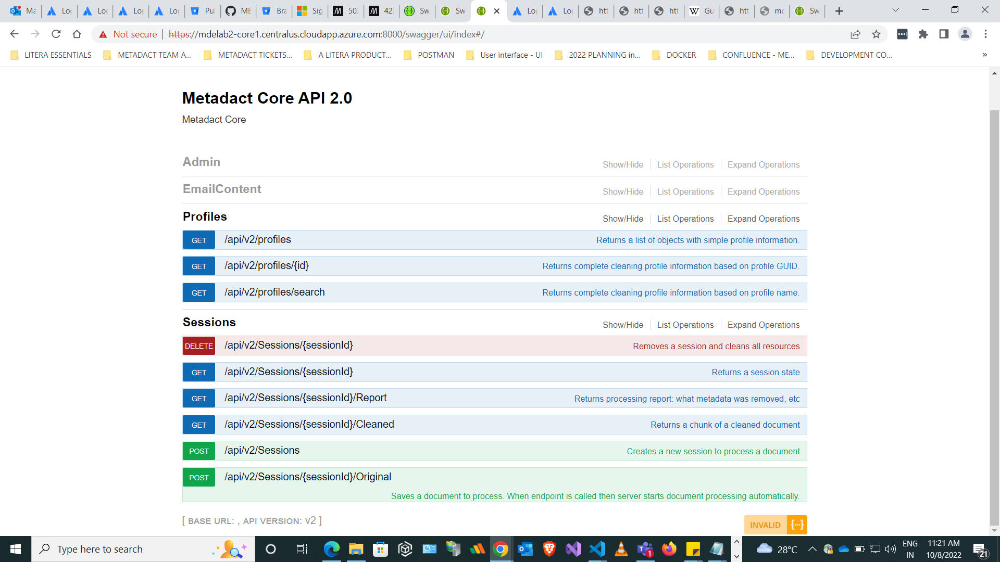 Ma Log Log Log Log Pul ME Bra Sig 503 422 Sw Sw Log Log htt htt htt Gu htt mc Sw
Not secure | https://mdelab2-core1.centralus.cloudapp.azure.com:8000/swagger/ui/index#/
LITERA ESSENTIALS METADACT TEAM A... METADACT TICKETS... A LITERA PRODUCT... POSTMAN User interface - UI 2022 PLANNING in... DOCKER CONFLUENCE - ME... DEVELOPMENT CO... »
Metadact Core API 2.0
Metadact Core
Admin Show/Hide List Operations Expand Operations
EmailContent Show/Hide List Operations Expand Operations
Profiles Show/Hide List Operations Expand Operations
GET /api/v2/profiles Returns a list of objects with simple profile information.
GET /api/v2/profiles/{id} Returns complete cleaning profile information based on profile GUID.
GET /api/v2/profiles/search Returns complete cleaning profile information based on profile name.
Sessions Show/Hide List Operations Expand Operations
DELETE /api/v2/Sessions/{sessionId} Removes a session and cleans all resources
GET /api/v2/Sessions/{sessionId} Returns a session state
GET /api/v2/Sessions/{sessionId}/Report Returns processing report: what metadata was removed, etc
GET /api/v2/Sessions/{sessionId}/Cleaned Returns a chunk of a cleaned document
POST /api/v2/Sessions Creates a new session to process a document
POST /api/v2/Sessions/{sessionId}/Original
Saves a document to process. When endpoint is called then server starts document processing automatically.
[ BASE URL: , API VERSION: v2 ] INVALID {···}
Type here to search 1 28°C ENG 11:21 AM
IN 10/8/2022 21